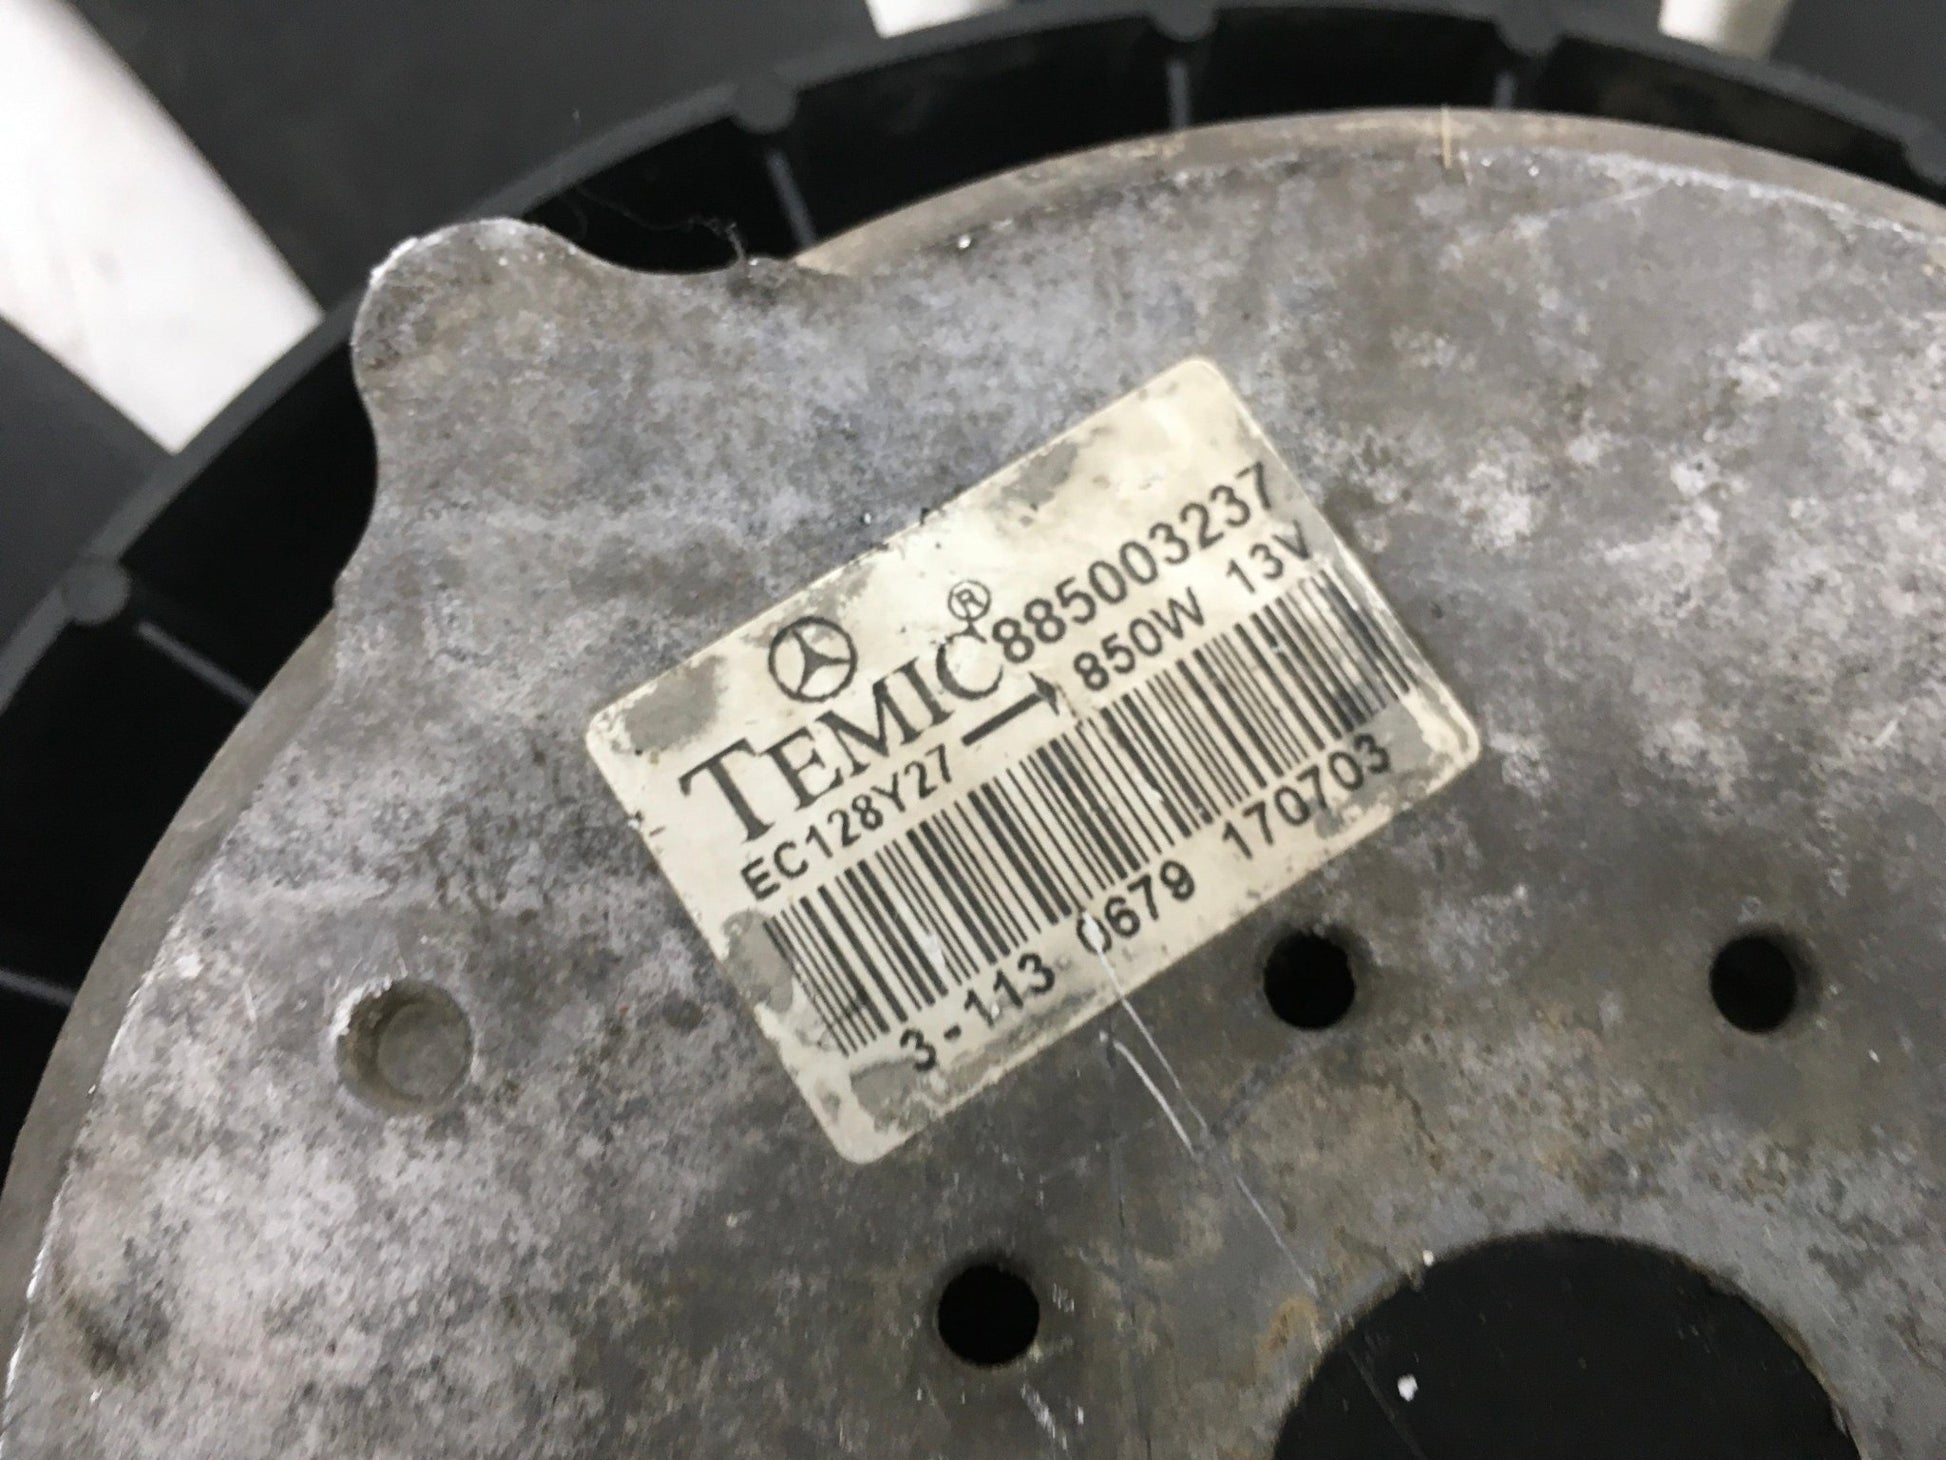 TEMIC® 885003237
EC128Y27 → 850W 13V
3-113 0679 170703